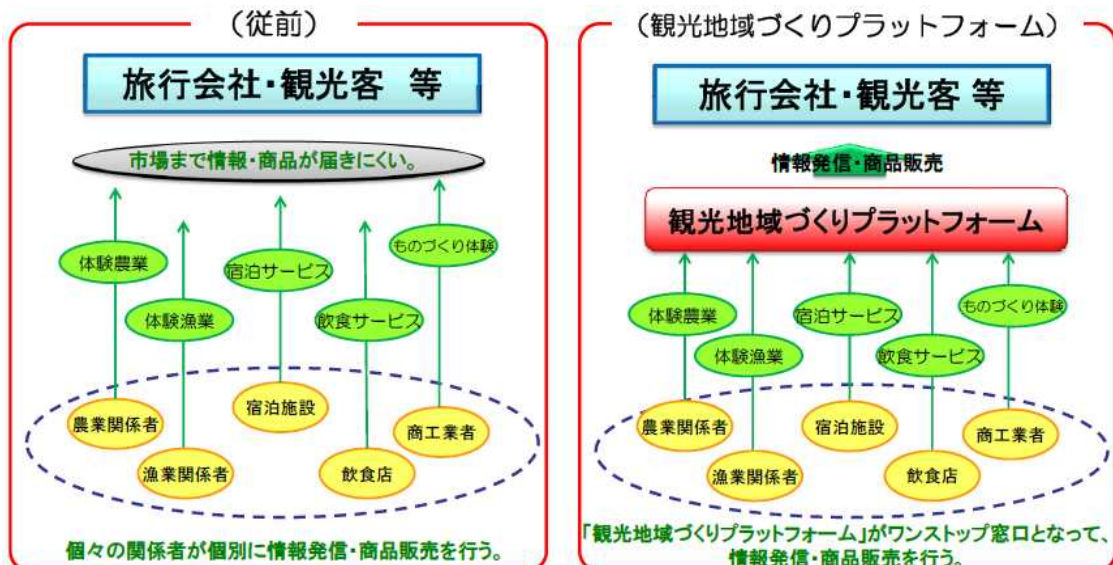 (従前)
旅行会社・観光客 等
市場まで情報・商品が届きにくい。
体験農業
体験漁業
宿泊サービス
飲食サービス
ものづくり体験
農業関係者
漁業関係者
宿泊施設
飲食店
商工業者
個々の関係者が個別に情報発信・商品販売を行う。
(観光地域づくりプラットフォーム)
旅行会社・観光客 等
情報発信・商品販売
観光地域づくりプラットフォーム
体験農業
体験漁業
宿泊サービス
飲食サービス
ものづくり体験
農業関係者
漁業関係者
宿泊施設
飲食店
商工業者
「観光地域づくりプラットフォーム」がワンストップ窓口となって、
情報発信・商品販売を行う。